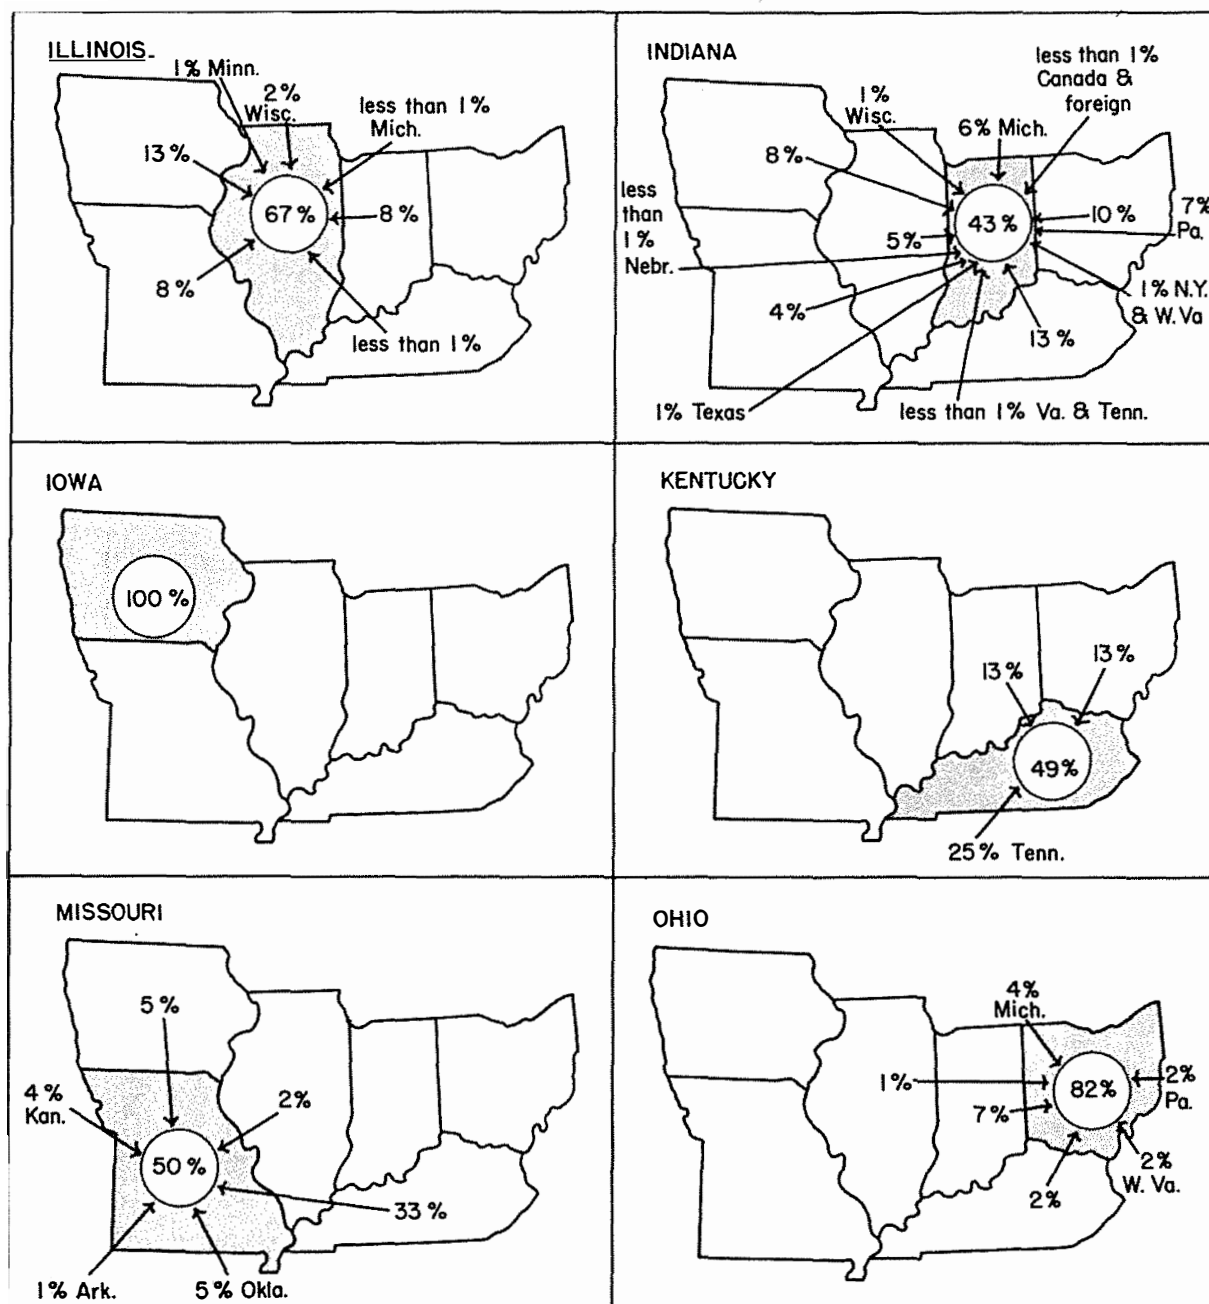 ILLINOIS
1% Minn.
2%
Wisc.
less than 1%
Mich.
13%
67%
8%
8%
less than 1%
INDIANA
less than 1%
Canada &
foreign
1%
Wisc.
6% Mich.
8%
less
than
1%
Nebr.
5%
43%
10%
7%
Pa.
4%
1% N.Y.
& W. Va
13%
1% Texas
less than 1% Va. & Tenn.
IOWA
100%
KENTUCKY
13%
13%
49%
25% Tenn.
MISSOURI
5%
4%
Kan.
2%
50%
33%
1% Ark.
5% Okla.
OHIO
4%
Mich.
1%
82%
2%
Pa.
7%
2%
2%
W. Va.